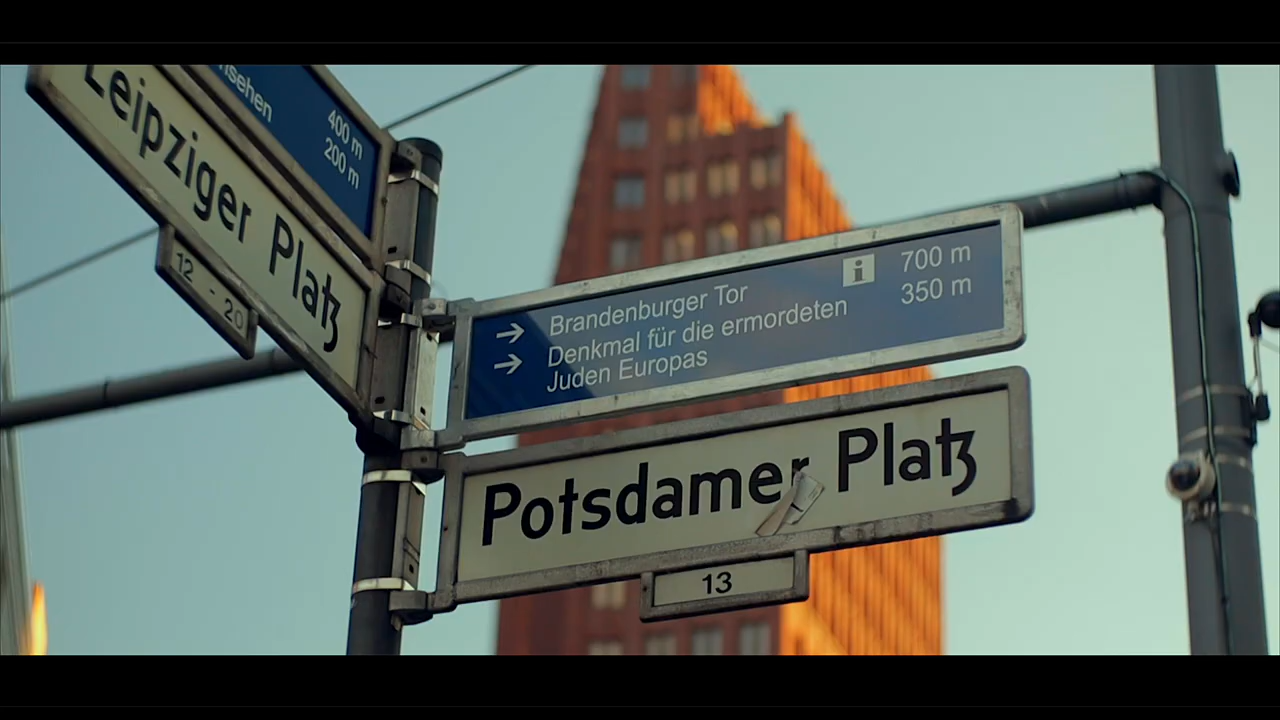 400 m
200 m
Leipziger Platz
12 - 20
Brandenburger Tor i 700 m
Denkmal für die ermordeten 350 m
Juden Europas
Potsdamer Platz
13